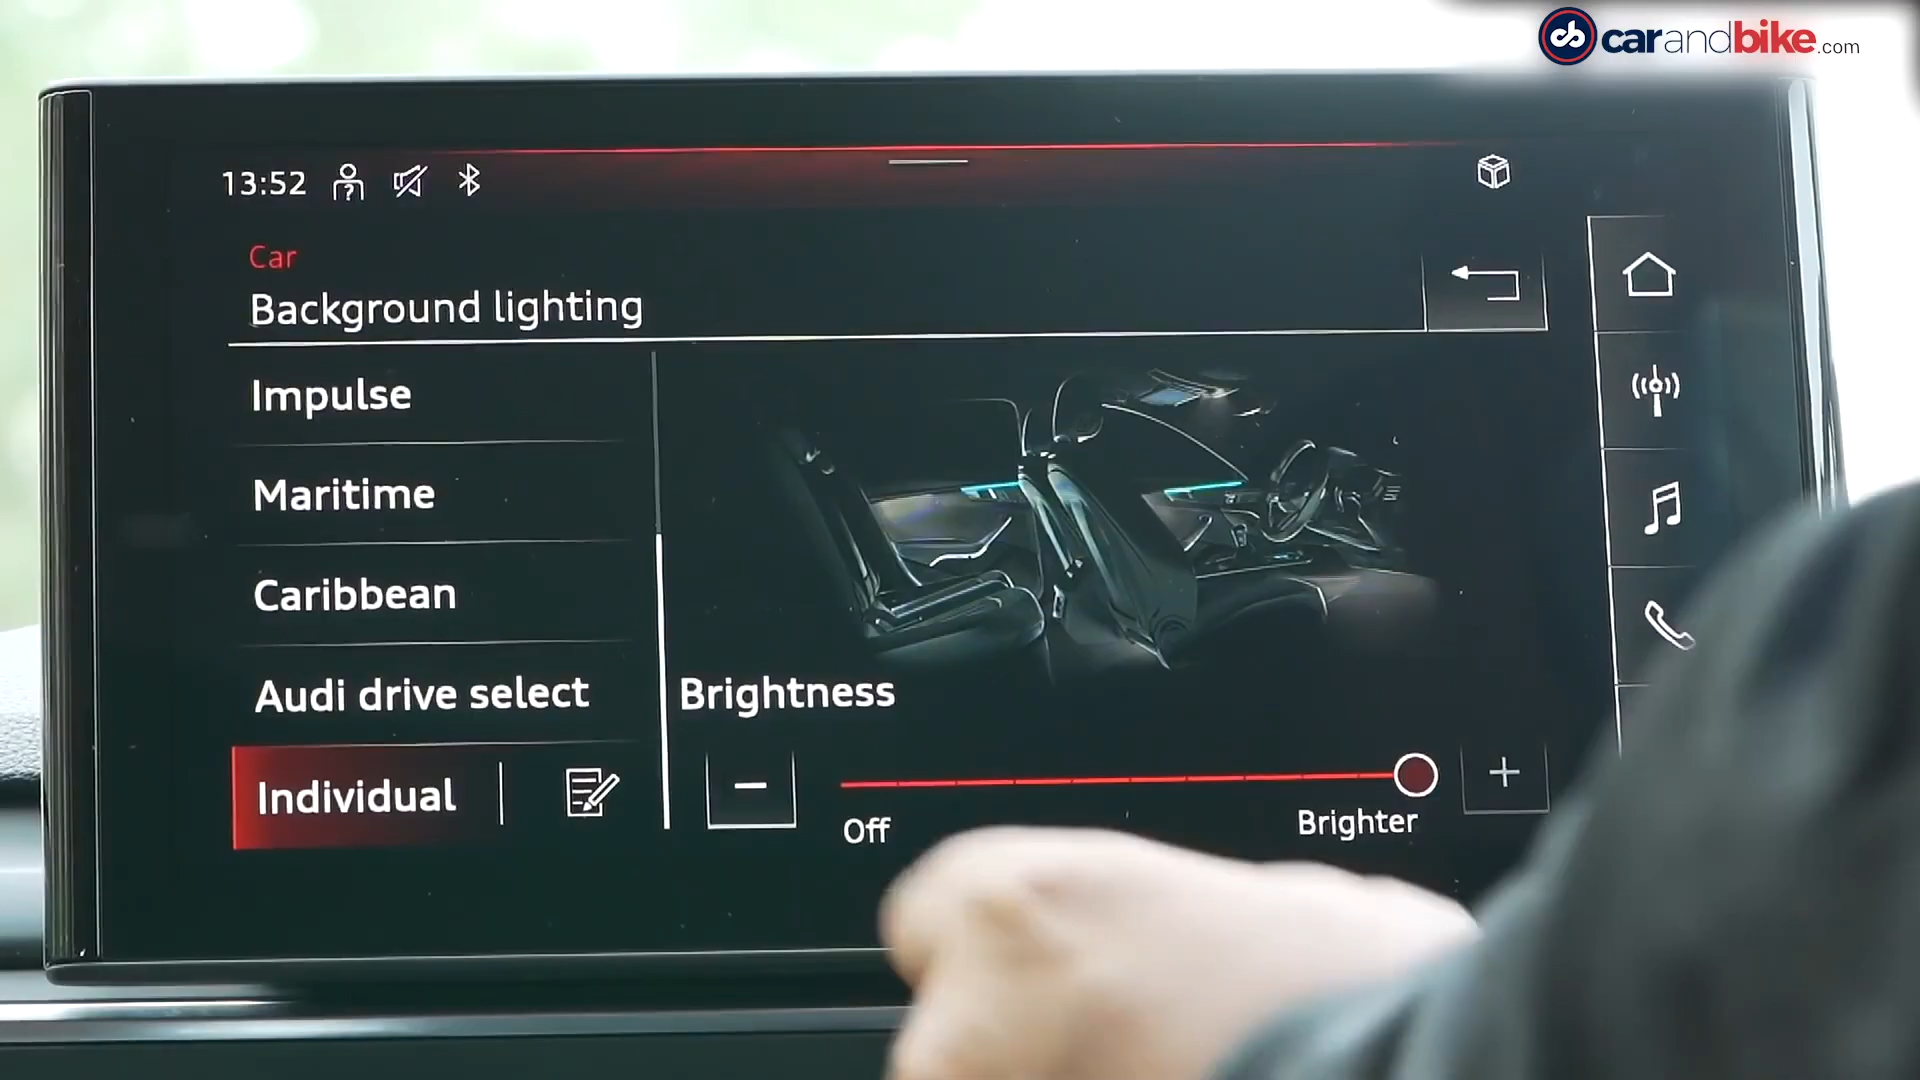 carandbike.com
13:52
Car
Background lighting
Impulse
Maritime
Caribbean
Audi drive select
Individual
Brightness
Off
Brighter